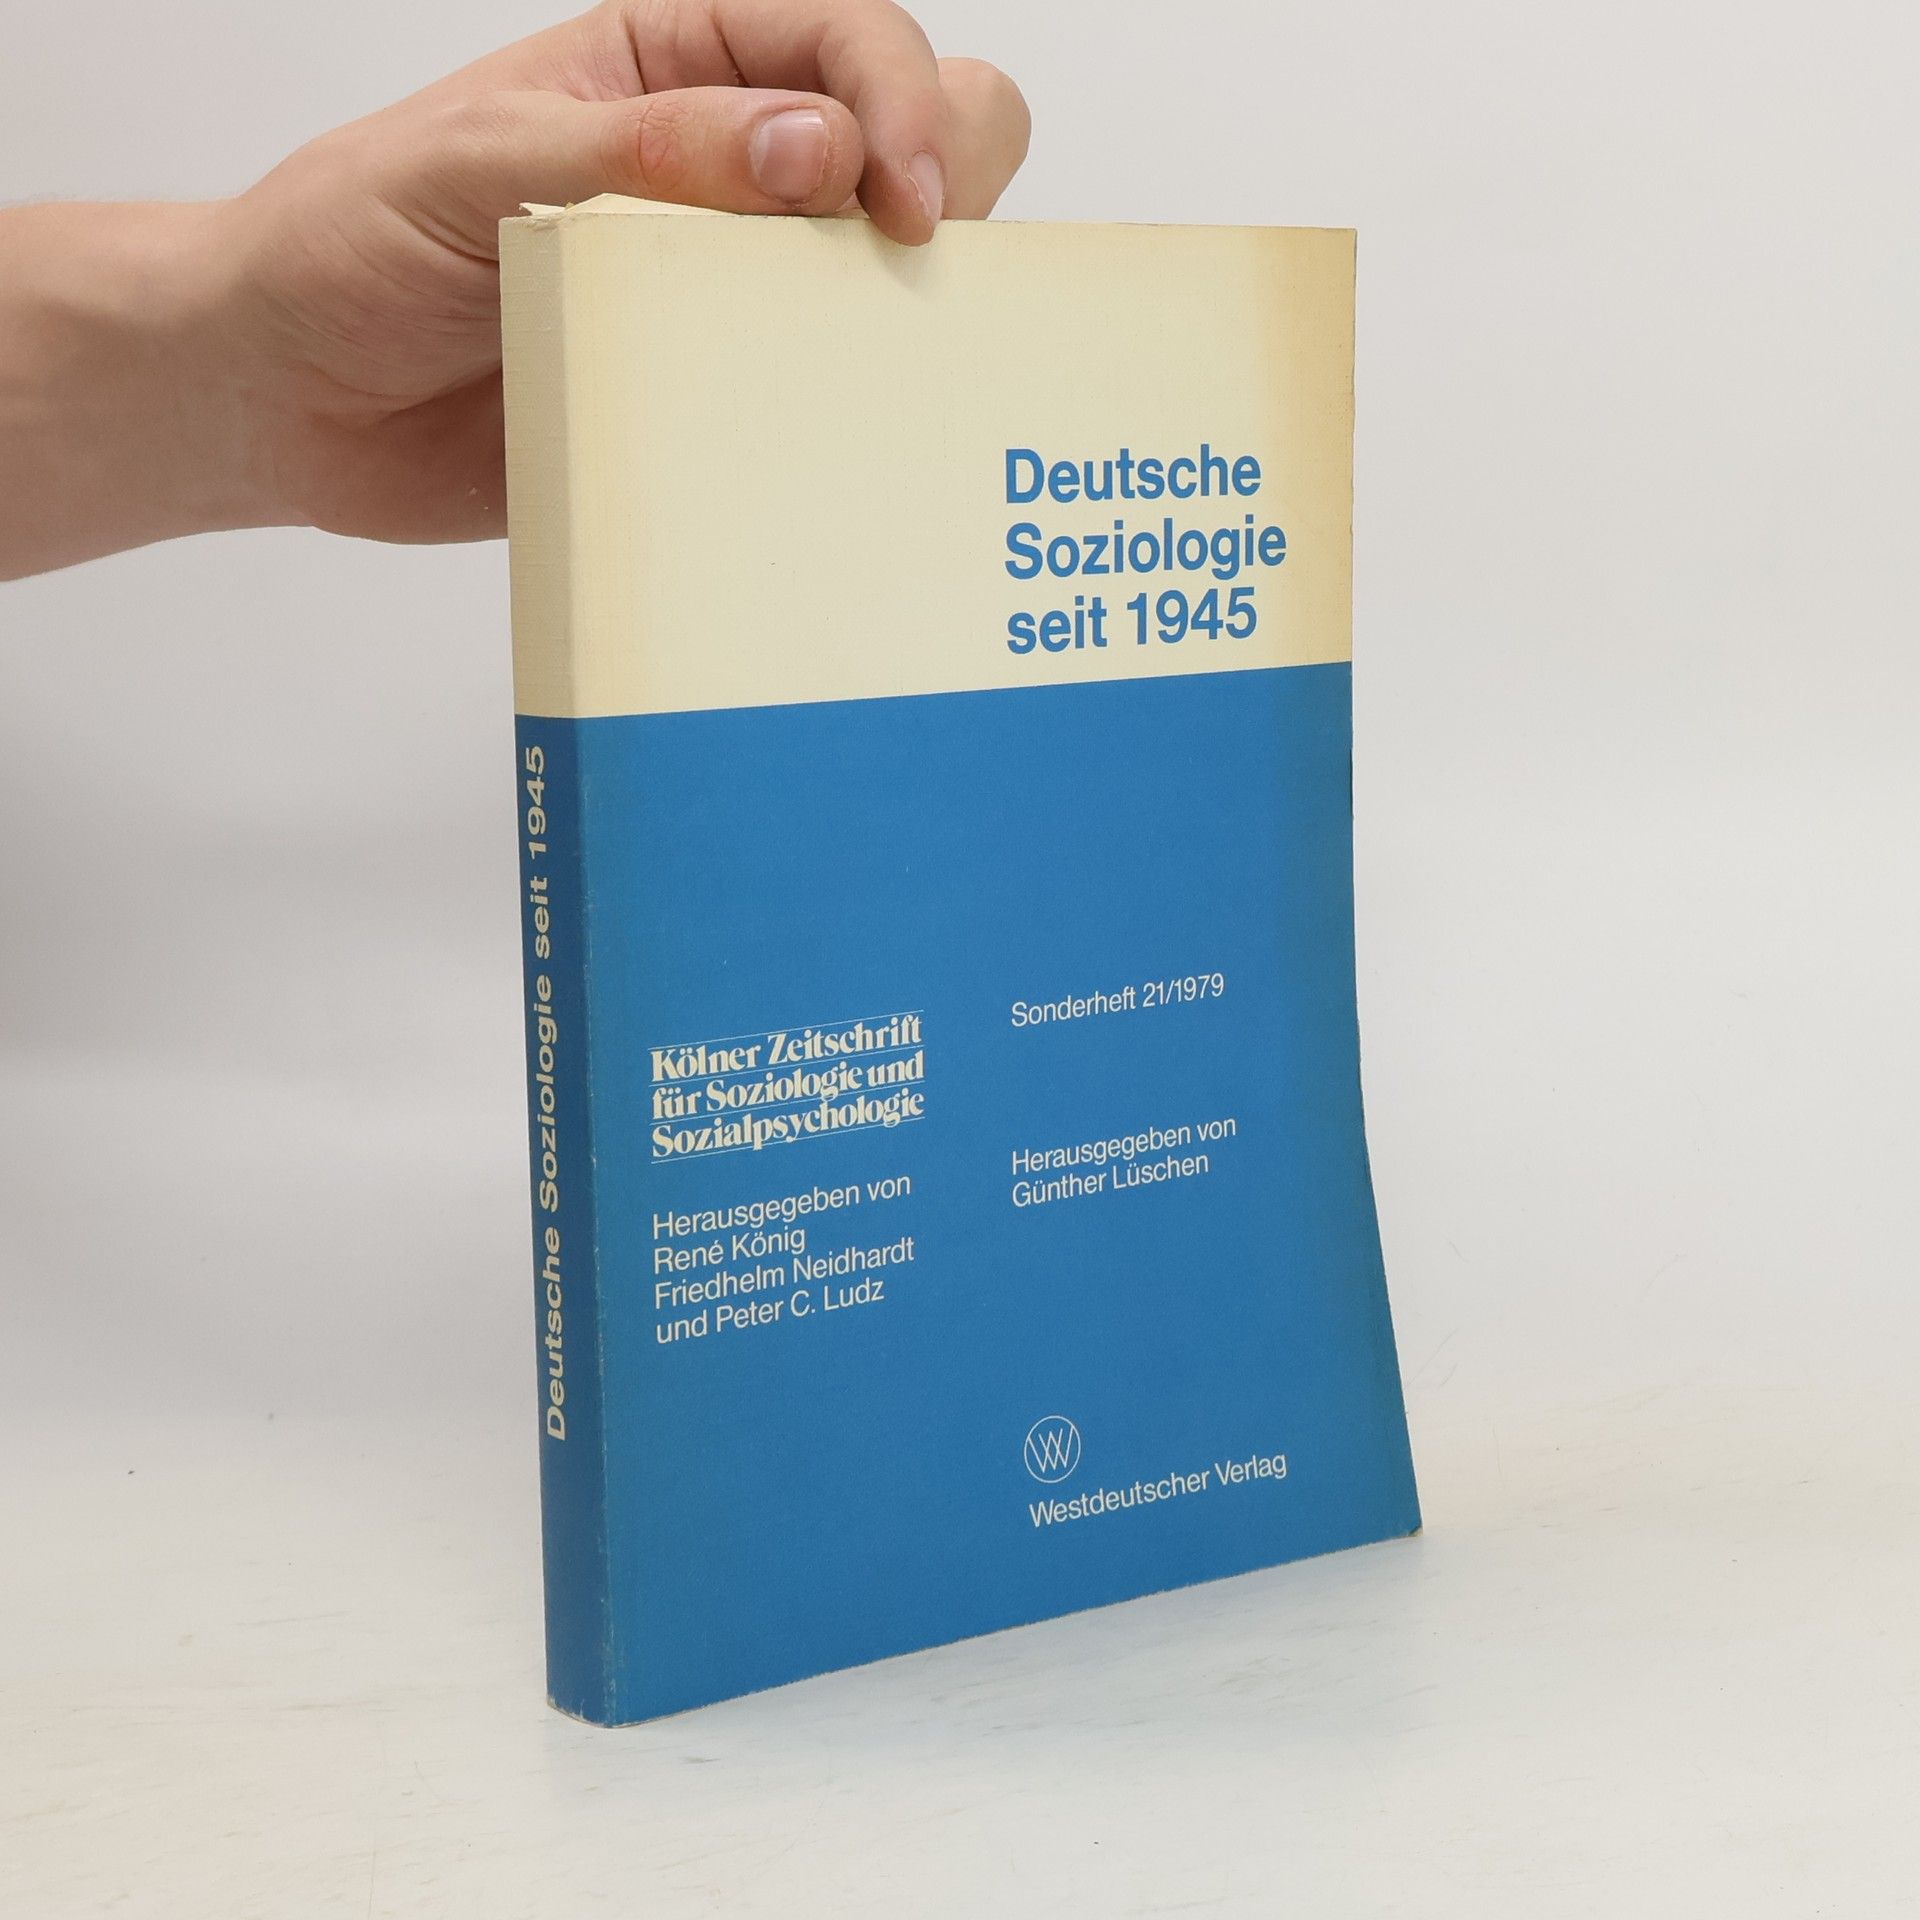 Deutsche
Soziologie
seit 1945
Deutsche Soziologie seit 1945
Sonderheft 21/1979
Kölner Zeitschrift
für Soziologie und
Sozialpsychologie
Herausgegeben von
René König
Friedhelm Neidhardt
und Peter C. Ludz
Herausgegeben von
Günther Lüschen
Westdeutscher Verlag